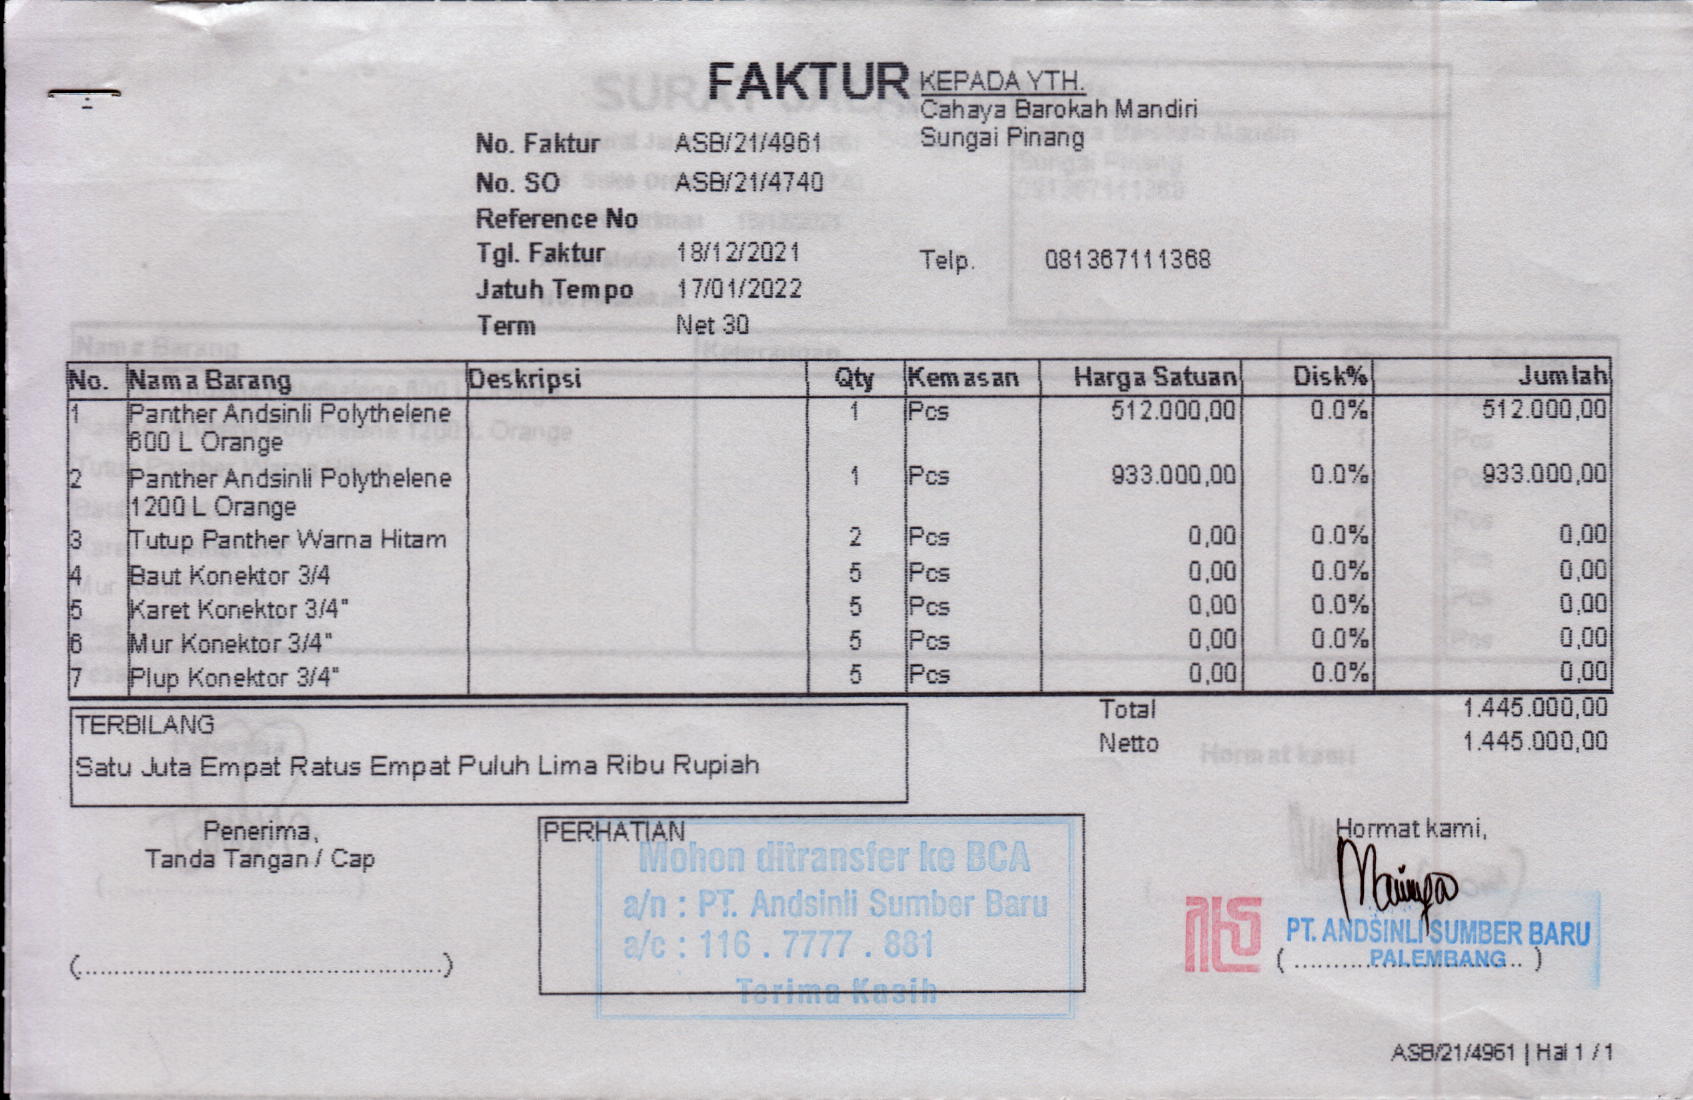 FAKTUR
KEPADA YTH.
Cahaya Barokah Mandiri
Sungai Pinang
No. Faktur ASB/21/4961
No. SO ASB/21/4740
Reference No
Tgl. Faktur 18/12/2021
Telp. 081367111368
Jatuh Tempo 17/01/2022
Term Net 30
No. Nama Barang Deskripsi Qty Kemasan Harga Satuan Disk% Jumlah
1 Panther Andsinli Polythelene 1 Pcs 512.000,00 0.0% 512.000,00
600 L Orange
2 Panther Andsinli Polythelene 1 Pcs 933.000,00 0.0% 933.000,00
1200 L Orange
3 Tutup Panther Warna Hitam 2 Pcs 0,00 0.0% 0,00
4 Baut Konektor 3/4 5 Pcs 0,00 0.0% 0,00
5 Karet Konektor 3/4" 5 Pcs 0,00 0.0% 0,00
6 Mur Konektor 3/4" 5 Pcs 0,00 0.0% 0,00
7 Plup Konektor 3/4" 5 Pcs 0,00 0.0% 0,00
Total 1.445.000,00
Netto 1.445.000,00
TERBILANG
Satu Juta Empat Ratus Empat Puluh Lima Ribu Rupiah
Penerima,
Tanda Tangan / Cap
(................................................)
PERHATIAN
Mohon ditransfer ke BCA
a/n : PT. Andsinli Sumber Baru
a/c : 116 . 7777 . 881
Terima Kasih
Hormat kami,
PT. ANDSINLI SUMBER BARU
PALEMBANG
ASB/21/4961 | Hal 1 / 1